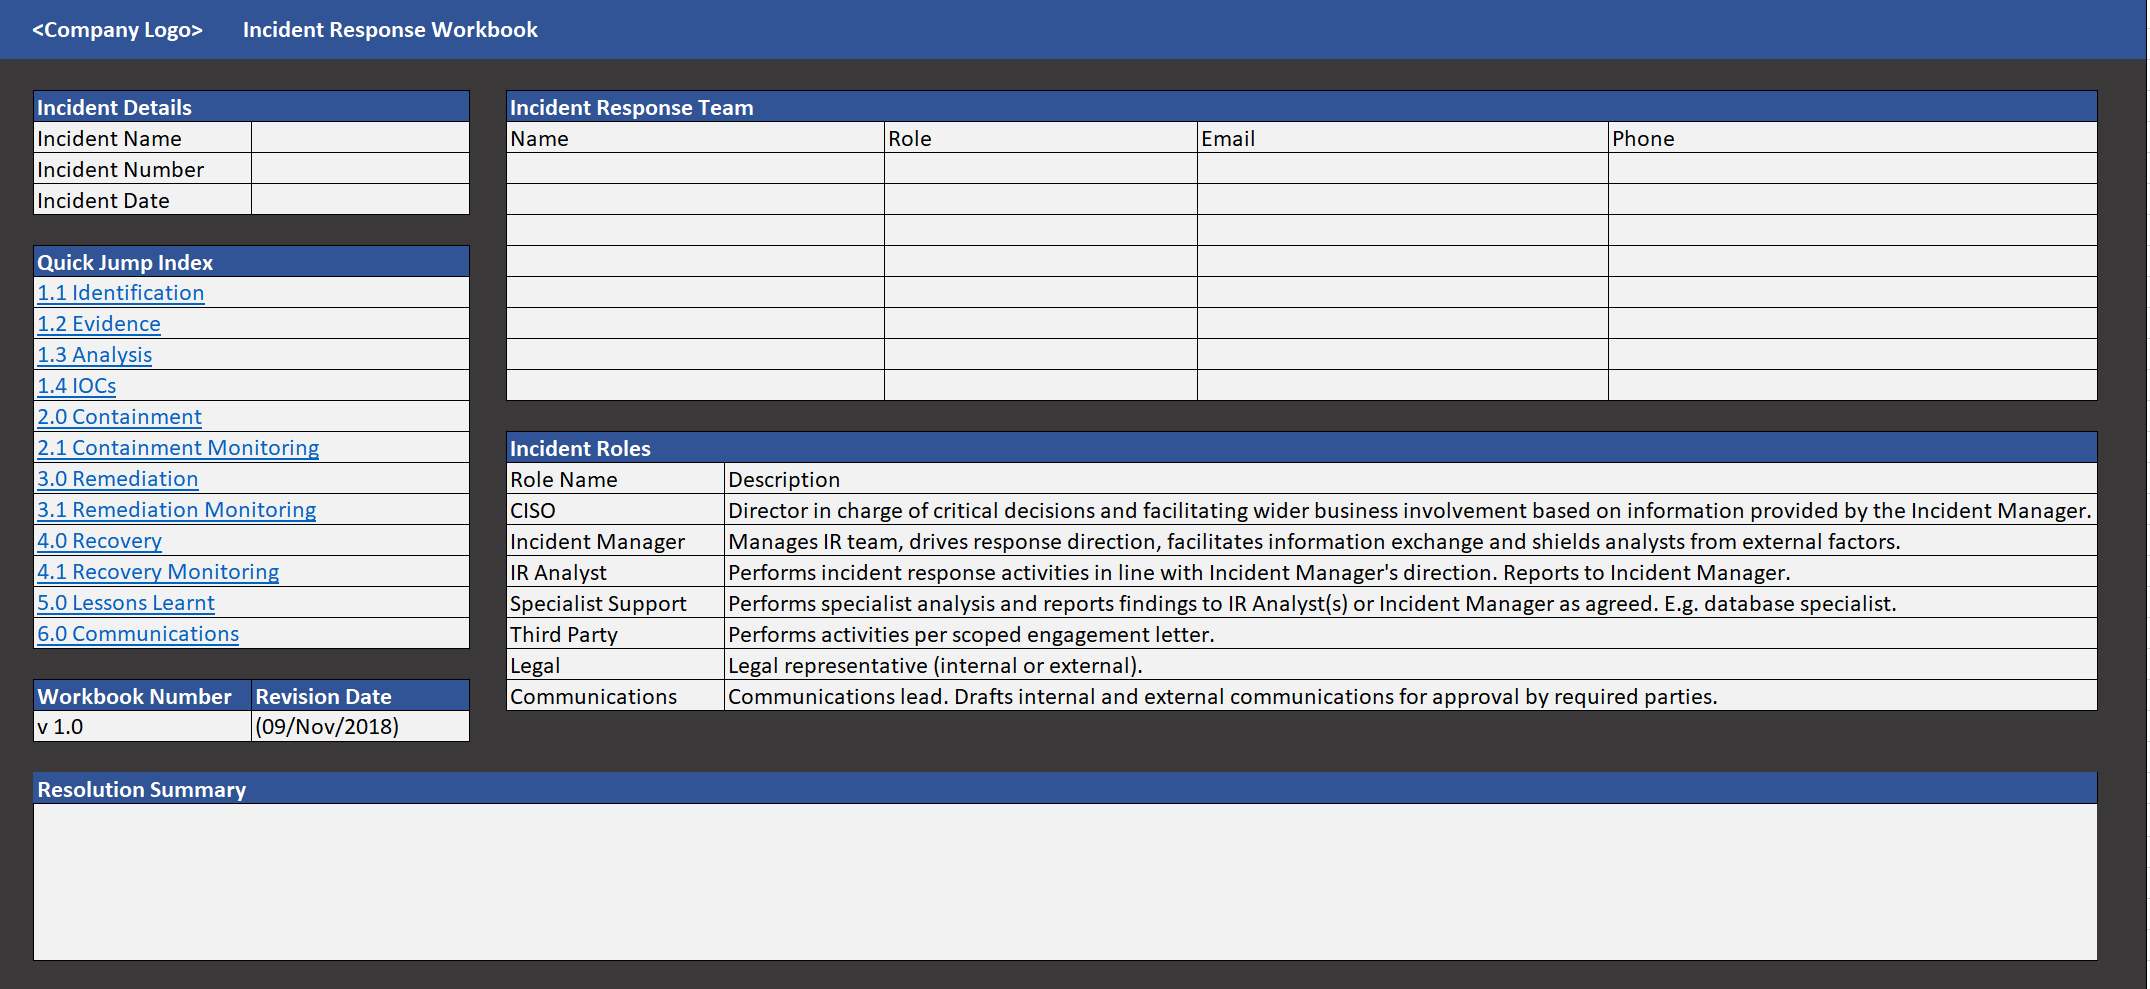 <Company Logo> Incident Response Workbook
Incident Details
Incident Name
Incident Number
Incident Date
Quick Jump Index
1.1 Identification
1.2 Evidence
1.3 Analysis
1.4 IOCs
2.0 Containment
2.1 Containment Monitoring
3.0 Remediation
3.1 Remediation Monitoring
4.0 Recovery
4.1 Recovery Monitoring
5.0 Lessons Learnt
6.0 Communications
Workbook Number Revision Date
v 1.0 (09/Nov/2018)
Incident Response Team
Name Role Email Phone
Incident Roles
Role Name Description
CISO Director in charge of critical decisions and facilitating wider business involvement based on information provided by the Incident Manager.
Incident Manager Manages IR team, drives response direction, facilitates information exchange and shields analysts from external factors.
IR Analyst Performs incident response activities in line with Incident Manager's direction. Reports to Incident Manager.
Specialist Support Performs specialist analysis and reports findings to IR Analyst(s) or Incident Manager as agreed. E.g. database specialist.
Third Party Performs activities per scoped engagement letter.
Legal Legal representative (internal or external).
Communications Communications lead. Drafts internal and external communications for approval by required parties.
Resolution Summary